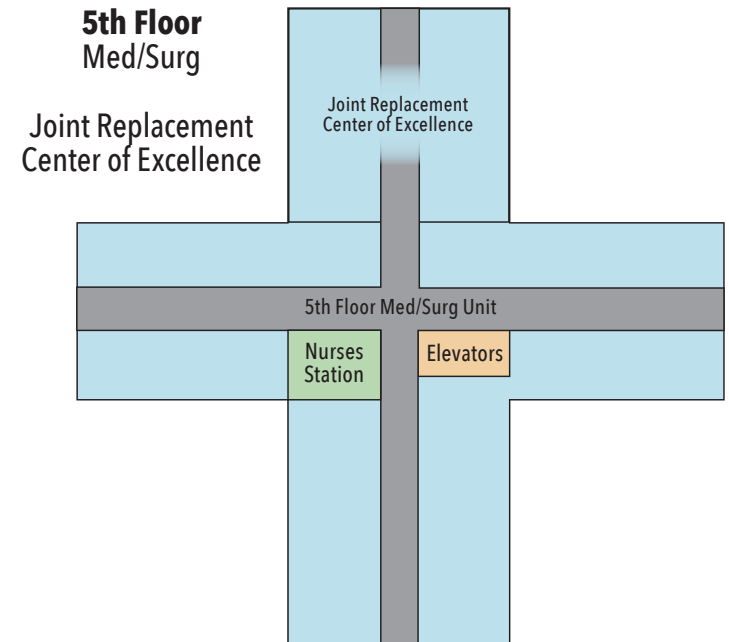 5th Floor
Med/Surg
Joint Replacement
Center of Excellence
Joint Replacement
Center of Excellence
5th Floor Med/Surg Unit
Nurses
Station
Elevators